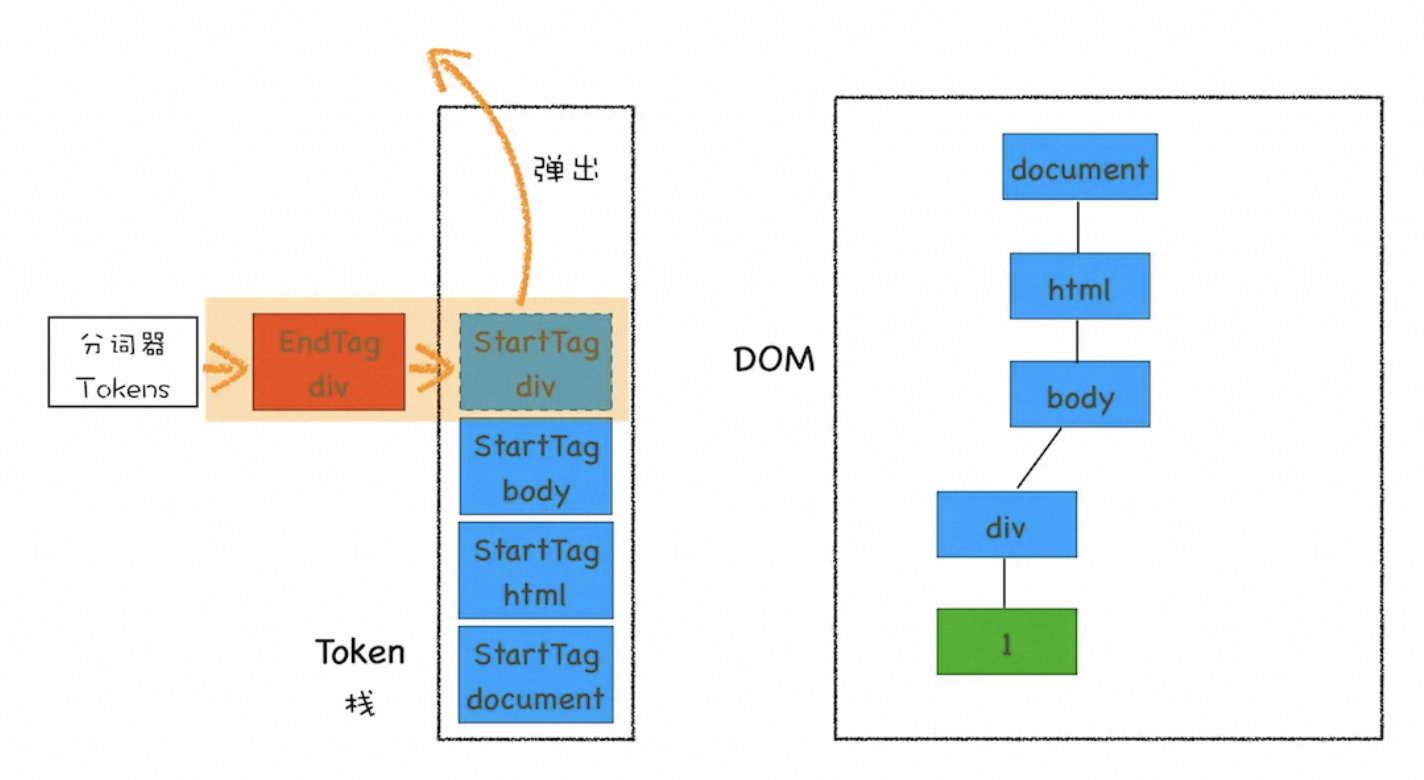 弹出
分词器
Tokens
EndTag
div
StartTag
div
StartTag
body
StartTag
html
StartTag
document
Token
栈
DOM
document
html
body
div
1